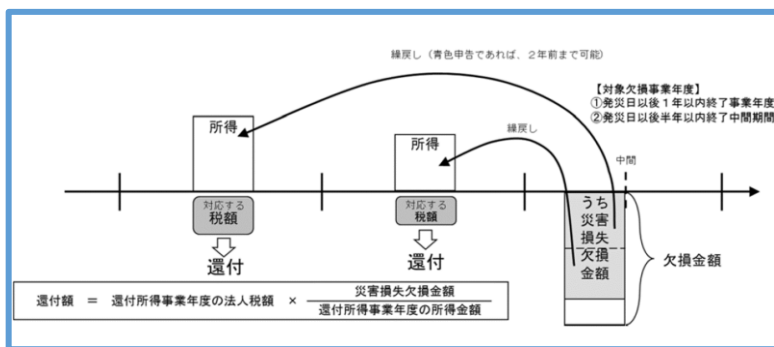 繰戻し（青色申告であれば、２年前まで可能）
【対象欠損事業年度】
①発災日以後１年以内終了事業年度
②発災日以後半年以内終了中間期間
所得
所得
繰戻し
中間
対応する
税額
対応する
税額
還付
還付
うち
災害
損失
欠損
金額
欠損金額
還付額　＝　還付所得事業年度の法人税額　×　災害損失欠損金額
還付所得事業年度の所得金額